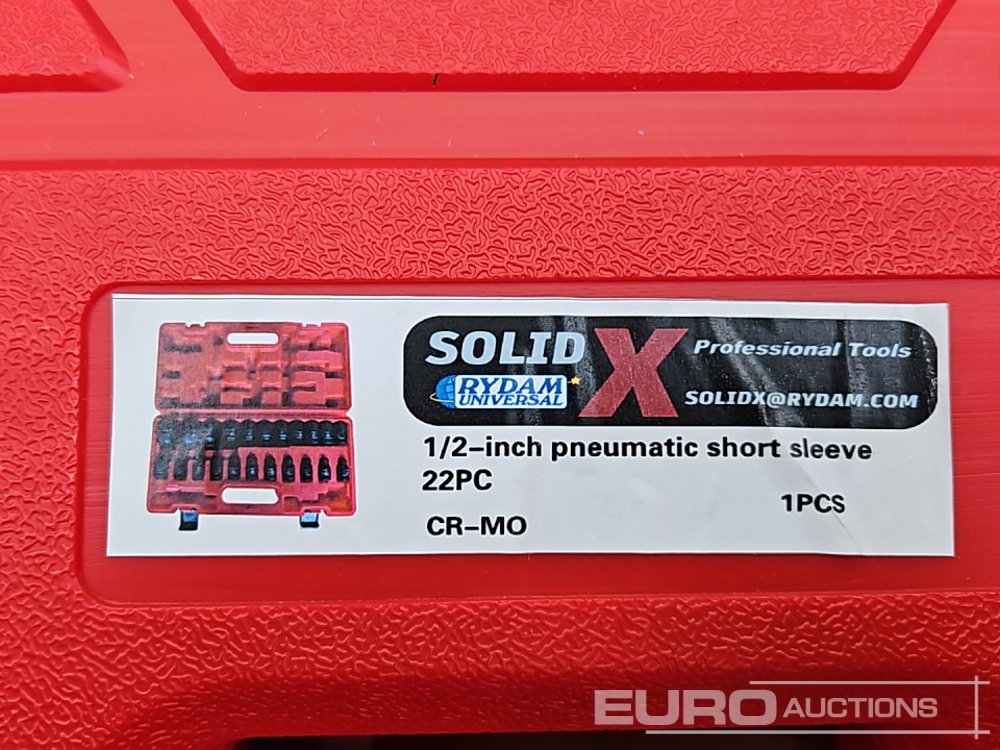 SOLID X Professional Tools
RYDAM
UNIVERSAL
SOLIDX@RYDAM.COM
1/2-inch pneumatic short sleeve
22PC
1PCS
CR-MO
EURO AUCTIONS